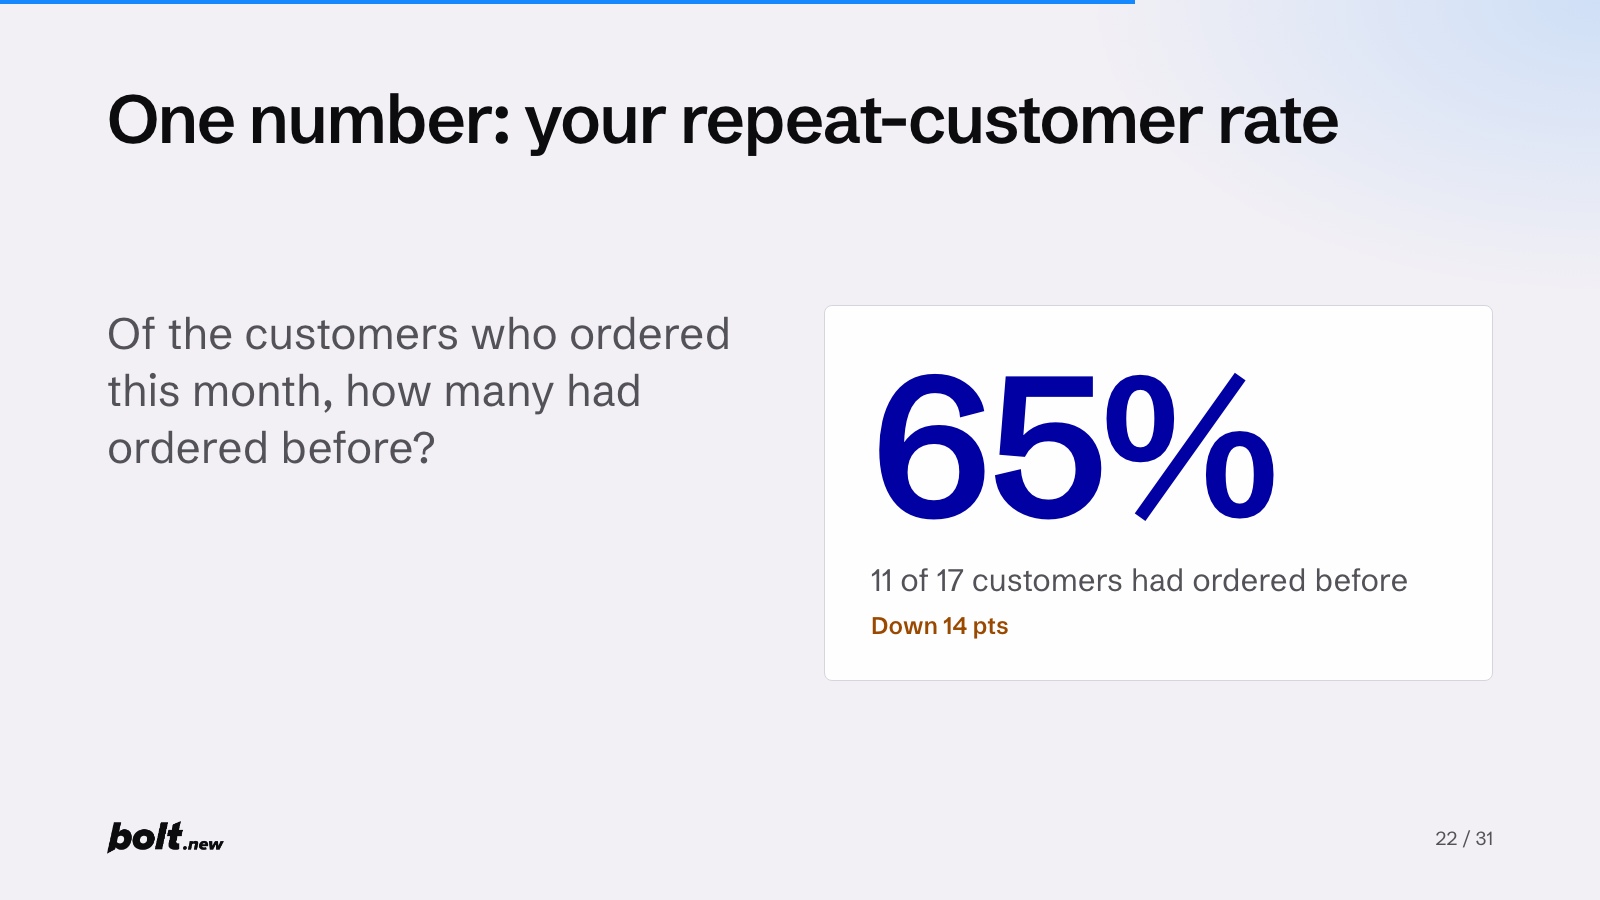 One number: your repeat-customer rate
Of the customers who ordered
this month, how many had
ordered before?
65%
11 of 17 customers had ordered before
Down 14 pts
bolt.new
22 / 31